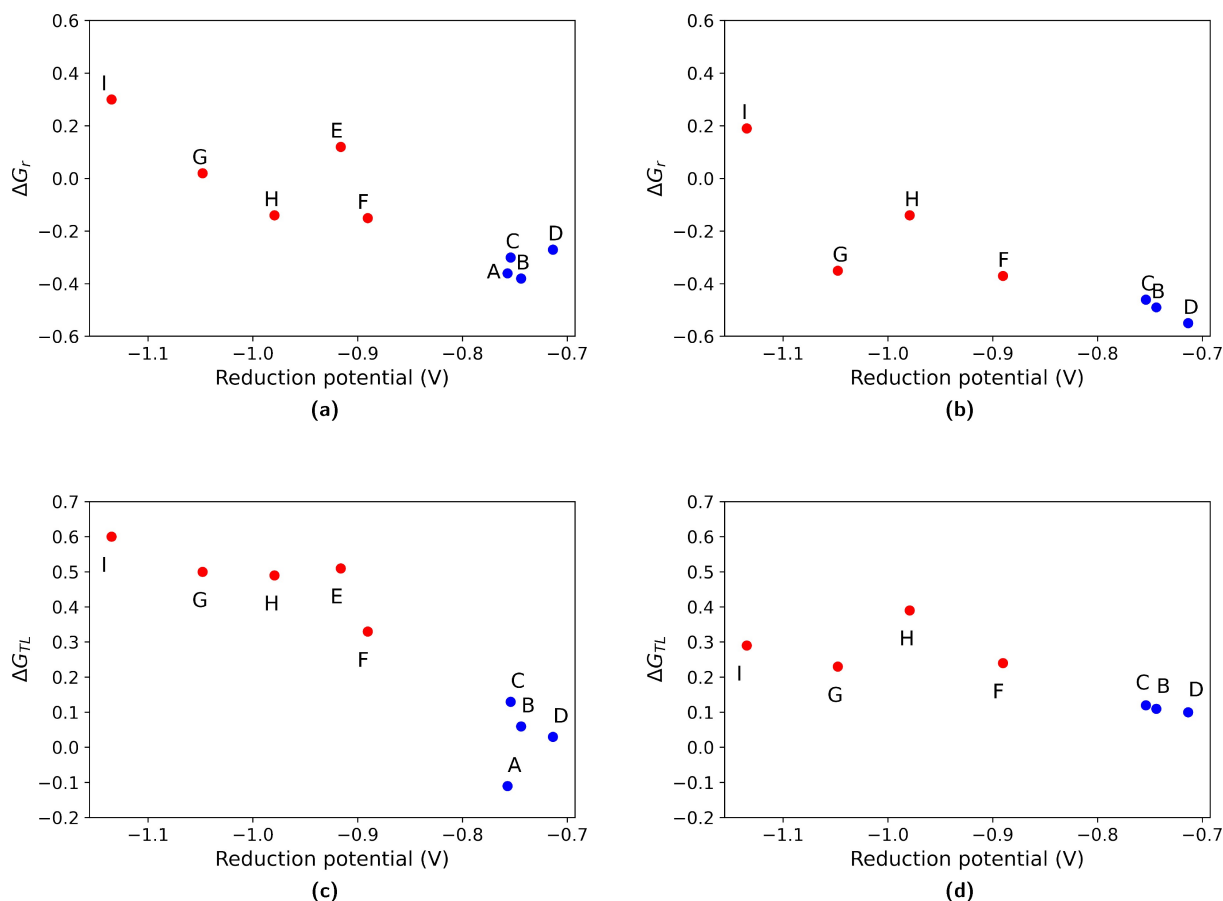 0.6
0.4
0.2
0.0
−0.2
−0.4
−0.6
ΔG_r
I
G
H
E
F
A
C
B
D
−1.1
−1.0
−0.9
−0.8
−0.7
Reduction potential (V)
(a)
0.6
0.4
0.2
0.0
−0.2
−0.4
−0.6
ΔG_r
I
G
H
F
C
B
D
−1.1
−1.0
−0.9
−0.8
−0.7
Reduction potential (V)
(b)
0.7
0.6
0.5
0.4
0.3
0.2
0.1
0.0
−0.1
−0.2
ΔG_TL
I
G
H
E
F
C
B
D
A
−1.1
−1.0
−0.9
−0.8
−0.7
Reduction potential (V)
(c)
0.7
0.6
0.5
0.4
0.3
0.2
0.1
0.0
−0.1
−0.2
ΔG_TL
I
G
H
F
C
B
D
−1.1
−1.0
−0.9
−0.8
−0.7
Reduction potential (V)
(d)